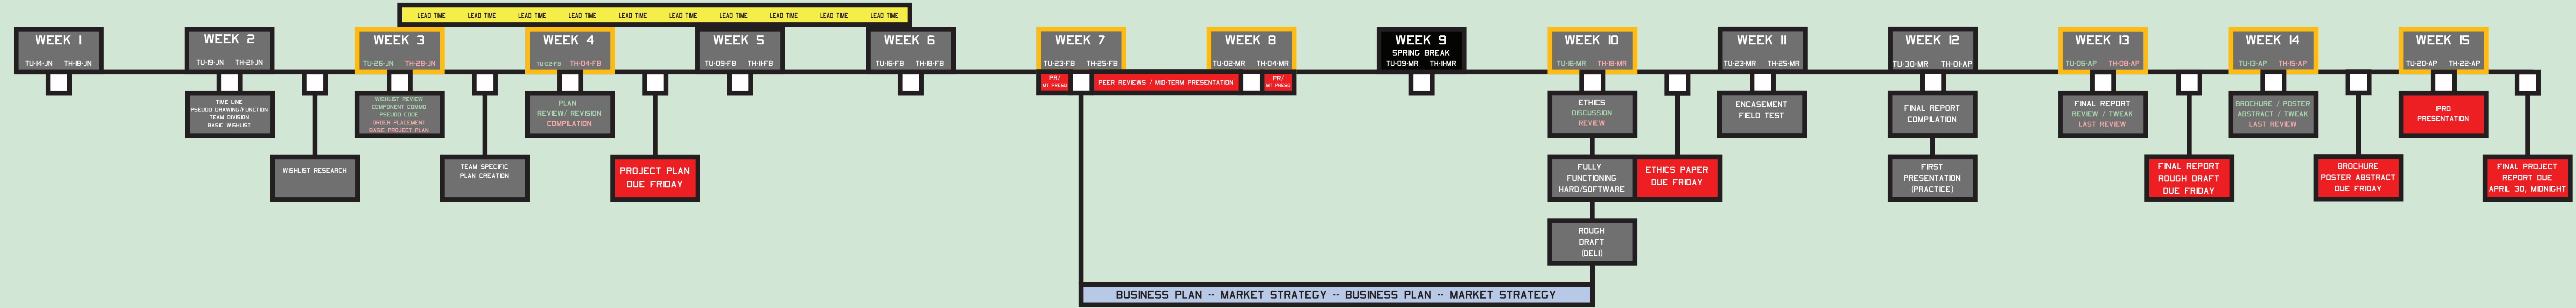 LEAD TIME LEAD TIME LEAD TIME LEAD TIME LEAD TIME LEAD TIME LEAD TIME LEAD TIME LEAD TIME LEAD TIME
WEEK 1
TU-14-JN TH-18-JN
WEEK 2
TU-19-JN TH-21-JN
TIME LINE
PSEUDO DRAWING/FUNCTION
TEAM DIVISION
BASIC WISHLIST
WISHLIST RESEARCH
WEEK 3
TU-26-JN TH-28-JN
WISHLIST REVIEW
COMPONENT COMMO
PSEUDO CODE
ORDER PLACEMENT
BASIC PROJECT PLAN
TEAM SPECIFIC
PLAN CREATION
WEEK 4
TU-02-FB TH-04-FB
PLAN
REVIEW/ REVISION
COMPILATION
PROJECT PLAN
DUE FRIDAY
WEEK 5
TU-09-FB TH-11-FB
WEEK 6
TU-16-FB TH-18-FB
WEEK 7
TU-23-FB TH-25-FB
PR/
MT PRESO
PEER REVIEWS / MID-TERM PRESENTATION
WEEK 8
TU-02-MR TH-04-MR
PR/
MT PRESO
WEEK 9
SPRING BREAK
TU-09-MR TH-11-MR
WEEK 10
TU-16-MR TH-18-MR
ETHICS
DISCUSSION
REVIEW
FULLY
FUNCTIONING
HARD/SOFTWARE
ROUGH
DRAFT
(DELI)
BUSINESS PLAN -- MARKET STRATEGY -- BUSINESS PLAN -- MARKET STRATEGY
ETHICS PAPER
DUE FRIDAY
WEEK 11
TU-23-MR TH-25-MR
ENCASEMENT
FIELD TEST
WEEK 12
TU-30-MR TH-01-AP
FINAL REPORT
COMPILATION
FIRST
PRESENTATION
(PRACTICE)
WEEK 13
TU-06-AP TH-08-AP
FINAL REPORT
REVIEW / TWEAK
LAST REVIEW
FINAL REPORT
ROUGH DRAFT
DUE FRIDAY
WEEK 14
TU-13-AP TH-15-AP
BROCHURE / POSTER
ABSTRACT / TWEAK
LAST REVIEW
BROCHURE
POSTER ABSTRACT
DUE FRIDAY
WEEK 15
TU-20-AP TH-22-AP
IPRO
PRESENTATION
FINAL PROJECT
REPORT DUE
APRIL 30, MIDNIGHT